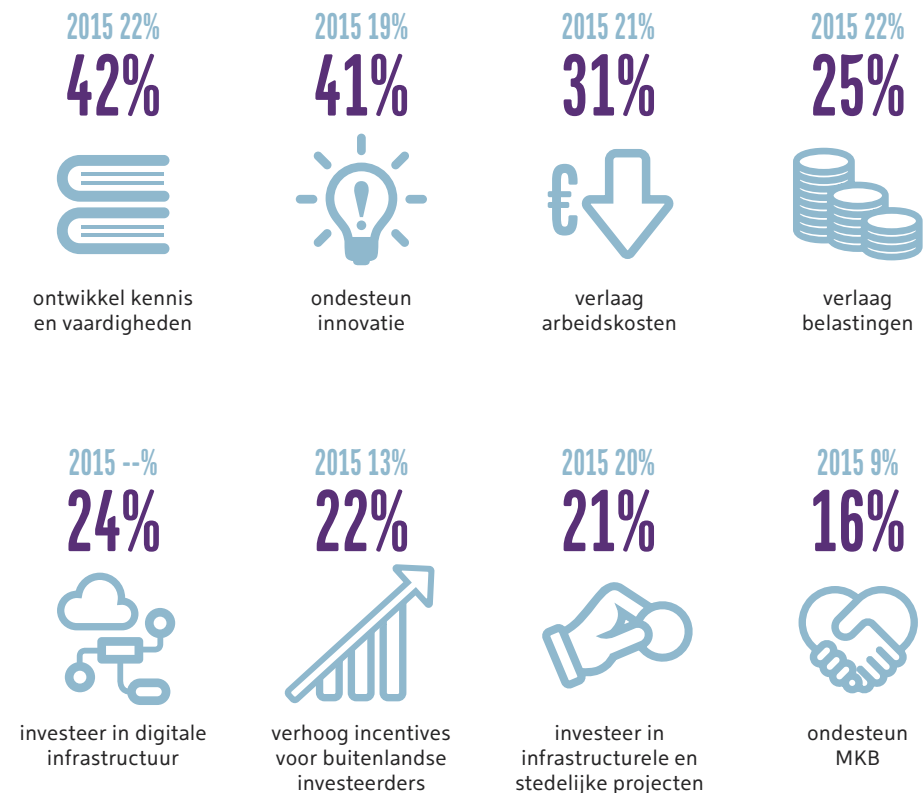 2015 22%
42%
ontwikkel kennis
en vaardigheden
2015 19%
41%
ondesteun
innovatie
2015 21%
31%
€
verlaag
arbeidskosten
2015 22%
25%
verlaag
belastingen
2015 --%
24%
investeer in digitale
infrastructuur
2015 13%
22%
verhoog incentives
voor buitenlandse
investeerders
2015 20%
21%
investeer in
infrastructurele en
stedelijke projecten
2015 9%
16%
ondesteun
MKB